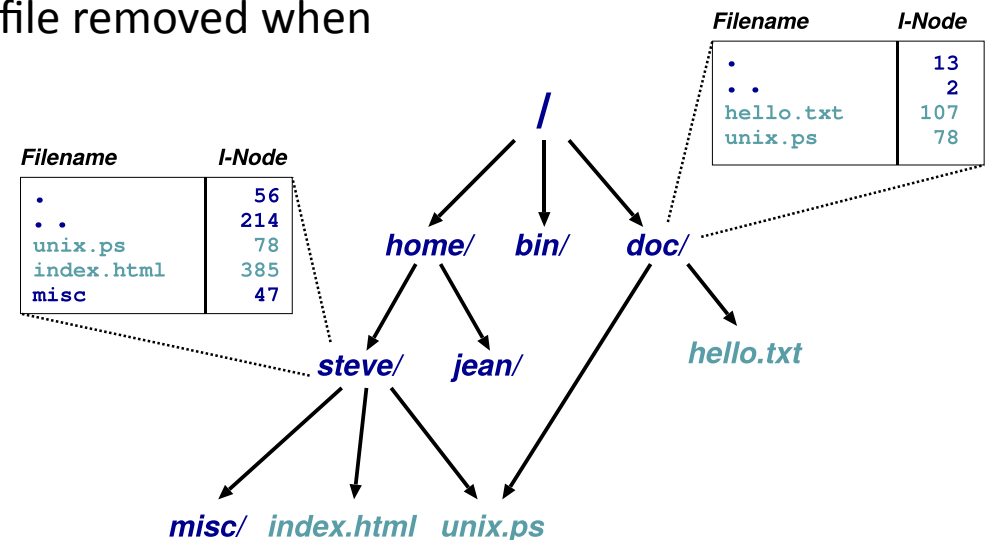 file removed when
Filename I-Node
. 13
. . 2
hello.txt 107
unix.ps 78
/
Filename I-Node
. 56
. . 214
unix.ps 78
index.html 385
misc 47
home/ bin/ doc/
steve/ jean/ hello.txt
misc/ index.html unix.ps